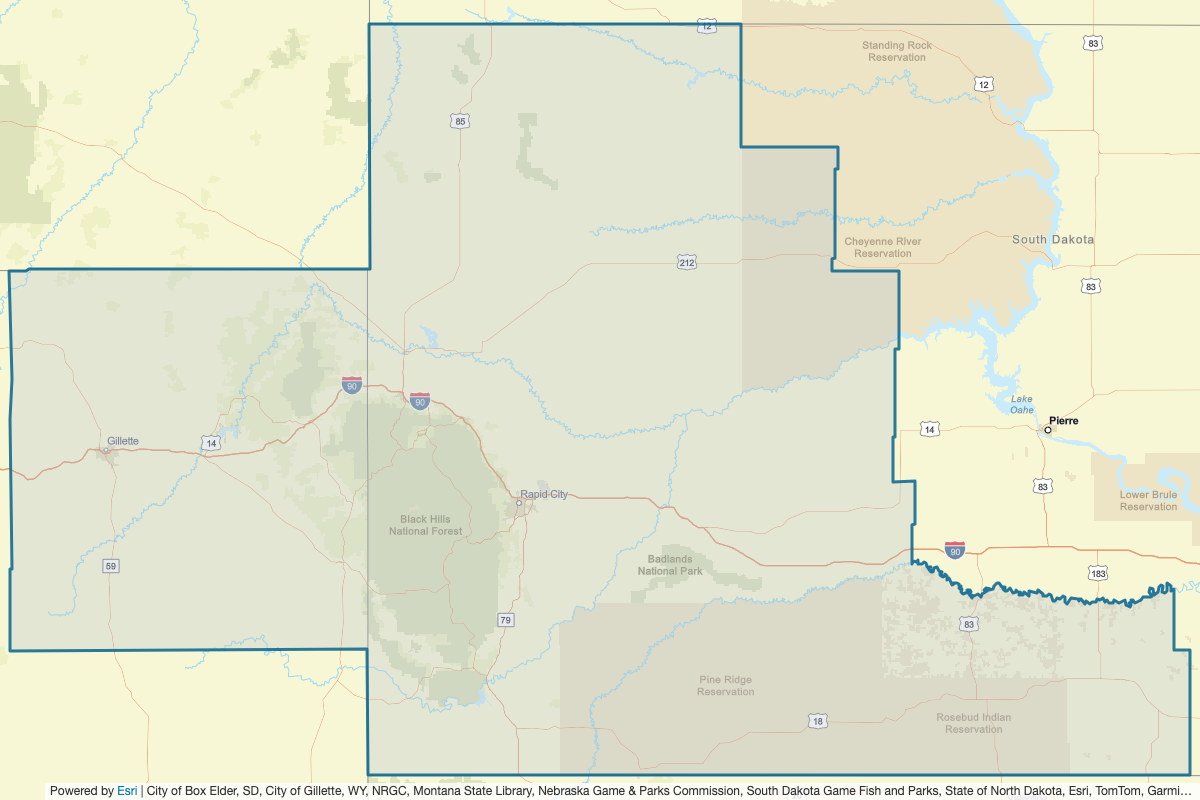 12
83
Standing Rock
Reservation
12
85
South Dakota
Cheyenne River
Reservation
212
83
90
90
Lake
Oahe
Pierre
14
Gillette
14
83
Rapid City
Lower Brule
Reservation
Black Hills
National Forest
90
Badlands
National Park
59
183
79
83
Pine Ridge
Reservation
18
Rosebud Indian
Reservation
Powered by Esri | City of Box Elder, SD, City of Gillette, WY, NRGC, Montana State Library, Nebraska Game & Parks Commission, South Dakota Game Fish and Parks, State of North Dakota, Esri, TomTom, Garmi...